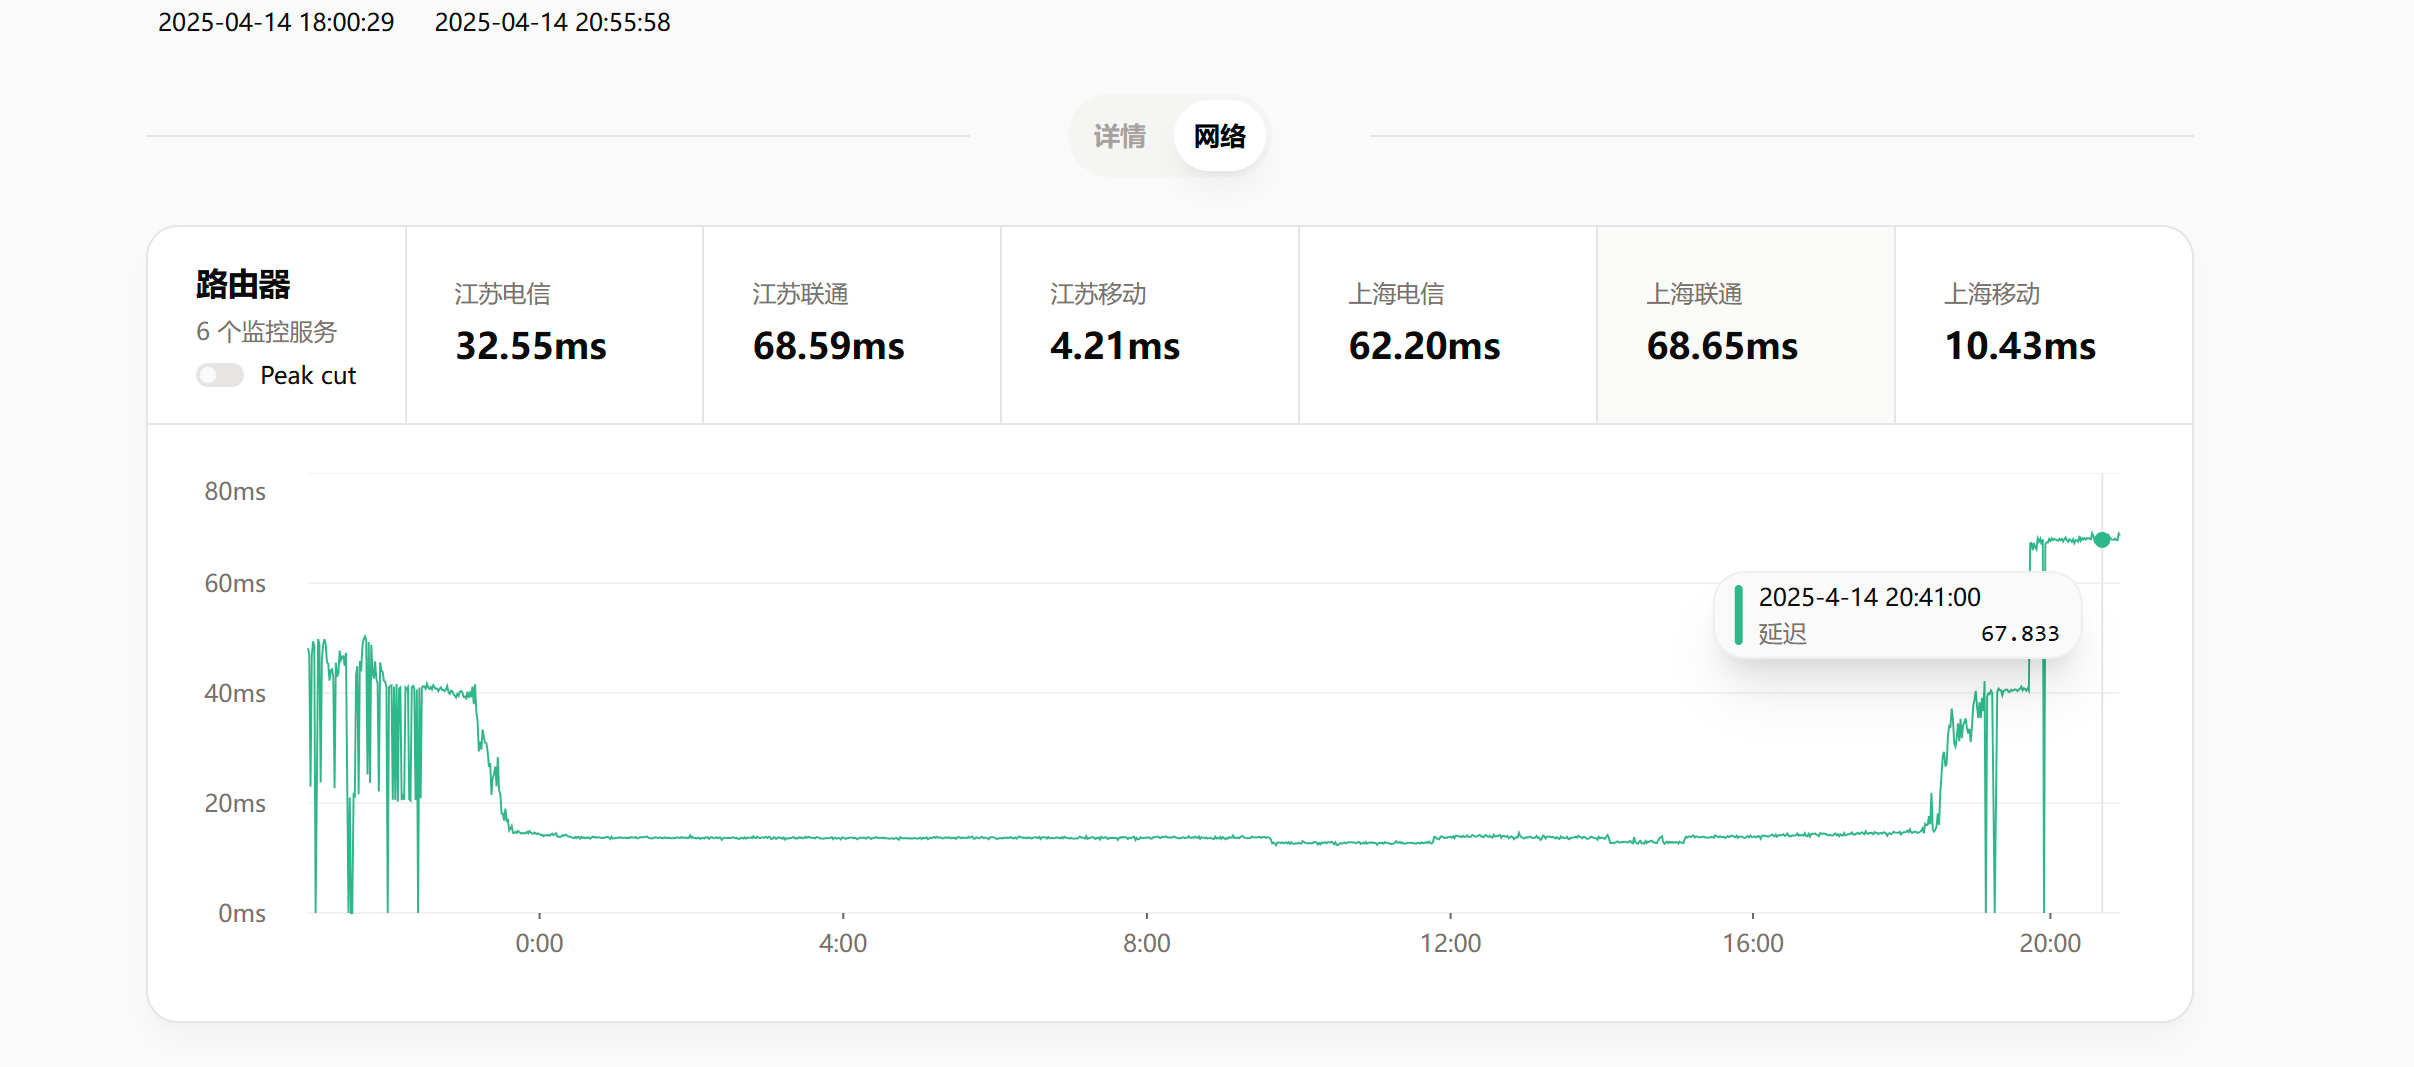 2025-04-14 18:00:29 2025-04-14 20:55:58
详情 网络
路由器
6 个监控服务
Peak cut
江苏电信
32.55ms
江苏联通
68.59ms
江苏移动
4.21ms
上海电信
62.20ms
上海联通
68.65ms
上海移动
10.43ms
80ms
60ms
40ms
20ms
0ms
2025-4-14 20:41:00
延迟 67.833
0:00 4:00 8:00 12:00 16:00 20:00